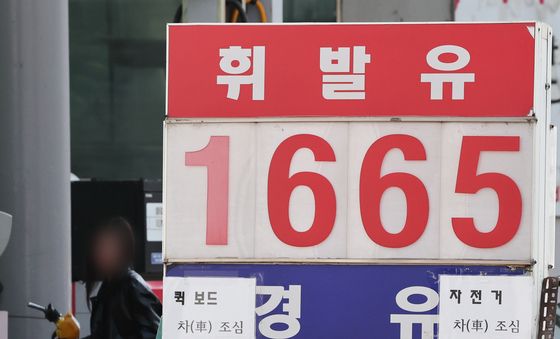 휘 발 유
1665
경 유
퀵 보드
차(車) 조심
자전거
차(車) 조심